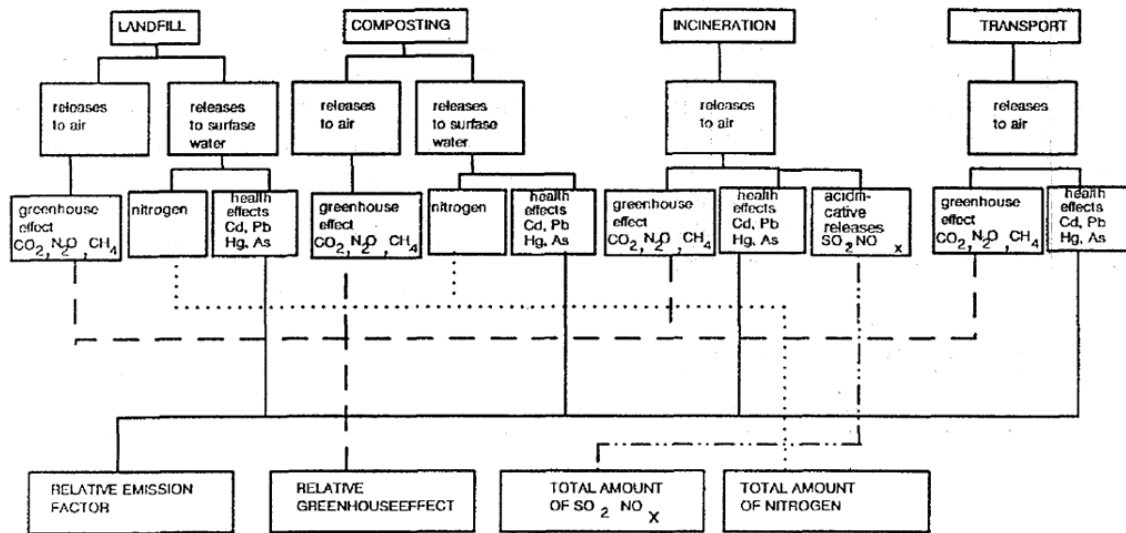 LANDFILL
COMPOSTING
INCINERATION
TRANSPORT
releases
to air
releases
to surfase
water
releases
to air
releases
to surfase
water
releases
to air
releases
to air
greenhouse
effect
CO2, N2O, CH4
nitrogen
health
effects
Cd, Pb
Hg, As
greenhouse
effect
CO2, N2O, CH4
nitrogen
health
effects
Cd, Pb
Hg, As
greenhouse
effect
CO2, N2O, CH4
health
effects
Cd, Pb
Hg, As
acidifi-
cative
releases
SO2, NOx
greenhouse
effect
CO2, N2O, CH4
health
effects
Cd, Pb
Hg, As
RELATIVE EMISSION
FACTOR
RELATIVE
GREENHOUSEEFFECT
TOTAL AMOUNT
OF SO2 NOX
TOTAL AMOUNT
OF NITROGEN